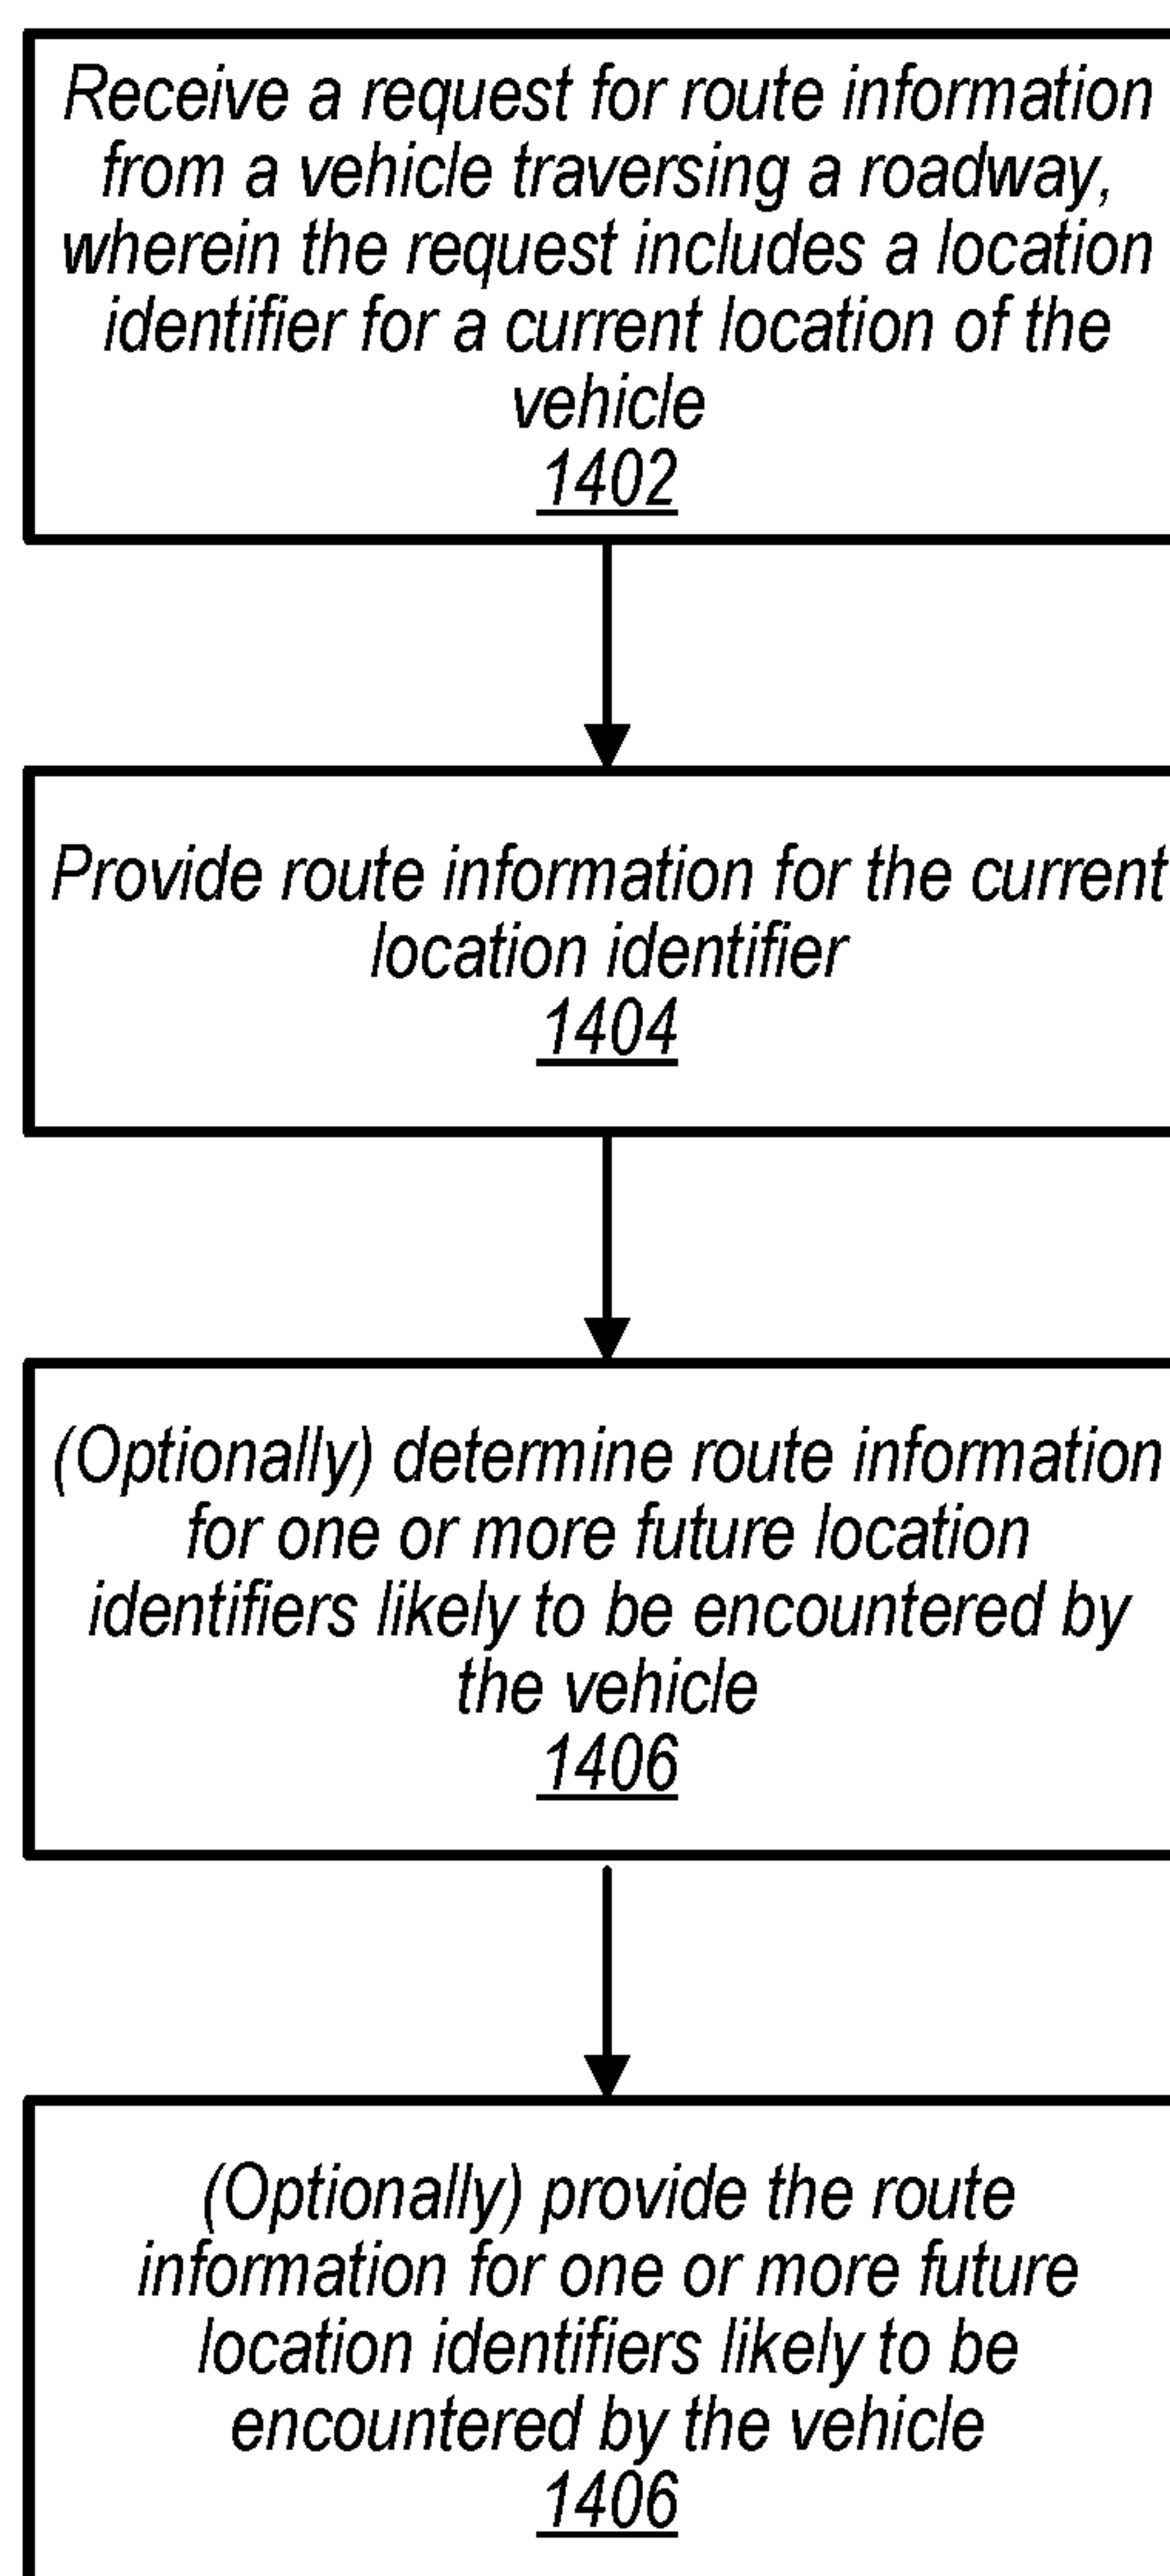 Receive a request for route information
from a vehicle traversing a roadway,
wherein the request includes a location
identifier for a current location of the
vehicle
1402
Provide route information for the current
location identifier
1404
(Optionally) determine route information
for one or more future location
identifiers likely to be encountered by
the vehicle
1406
(Optionally) provide the route
information for one or more future
location identifiers likely to be
encountered by the vehicle
1406